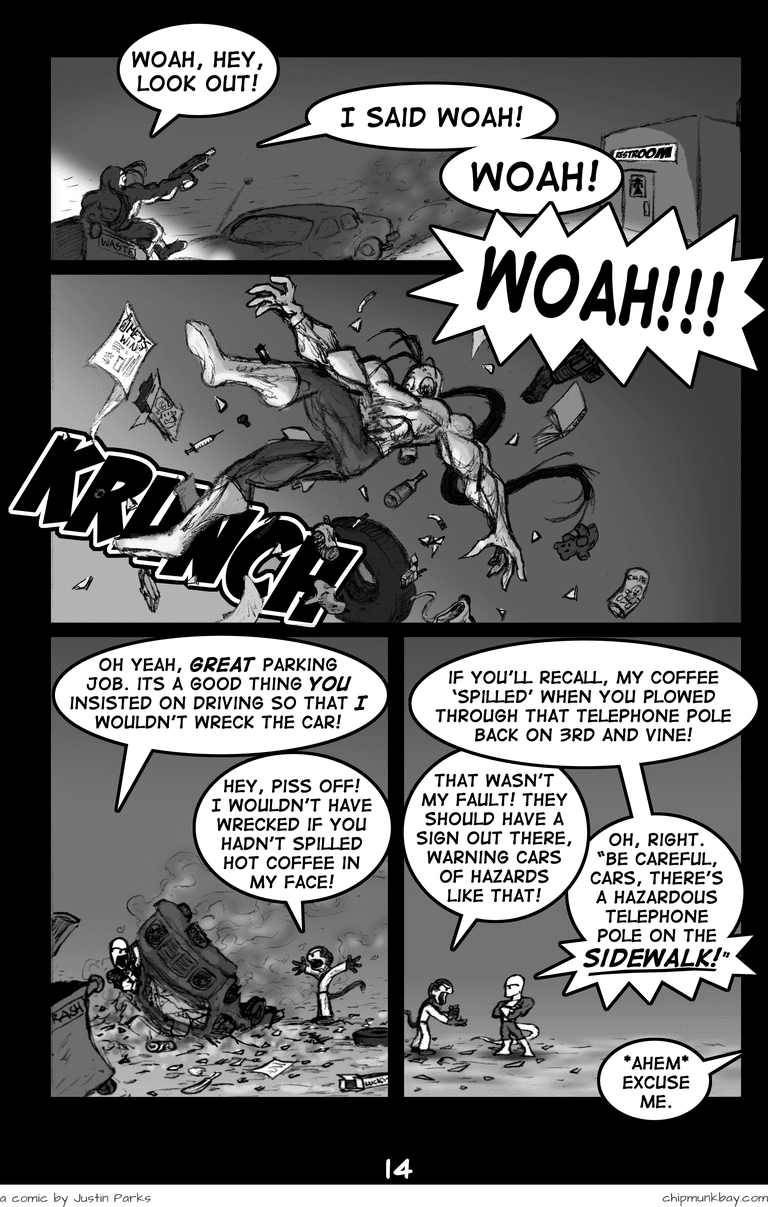 WOAH, HEY,
LOOK OUT!
I SAID WOAH!
WOAH!
WOAH!!!
RESTROOM
WASTE
METS
WIN
KRUNCH
OH YEAH, GREAT PARKING
JOB. ITS A GOOD THING YOU
INSISTED ON DRIVING SO THAT I
WOULDN'T WRECK THE CAR!
HEY, PISS OFF!
I WOULDN'T HAVE
WRECKED IF YOU
HADN'T SPILLED
HOT COFFEE IN
MY FACE!
RASH
IF YOU'LL RECALL, MY COFFEE
'SPILLED' WHEN YOU PLOWED
THROUGH THAT TELEPHONE POLE
BACK ON 3RD AND VINE!
THAT WASN'T
MY FAULT! THEY
SHOULD HAVE A
SIGN OUT THERE,
WARNING CARS
OF HAZARDS
LIKE THAT!
OH, RIGHT.
"BE CAREFUL,
CARS, THERE'S
A HAZARDOUS
TELEPHONE
POLE ON THE
SIDEWALK!"
*AHEM*
EXCUSE
ME.
14
a comic by Justin Parks
chipmunkbay.com